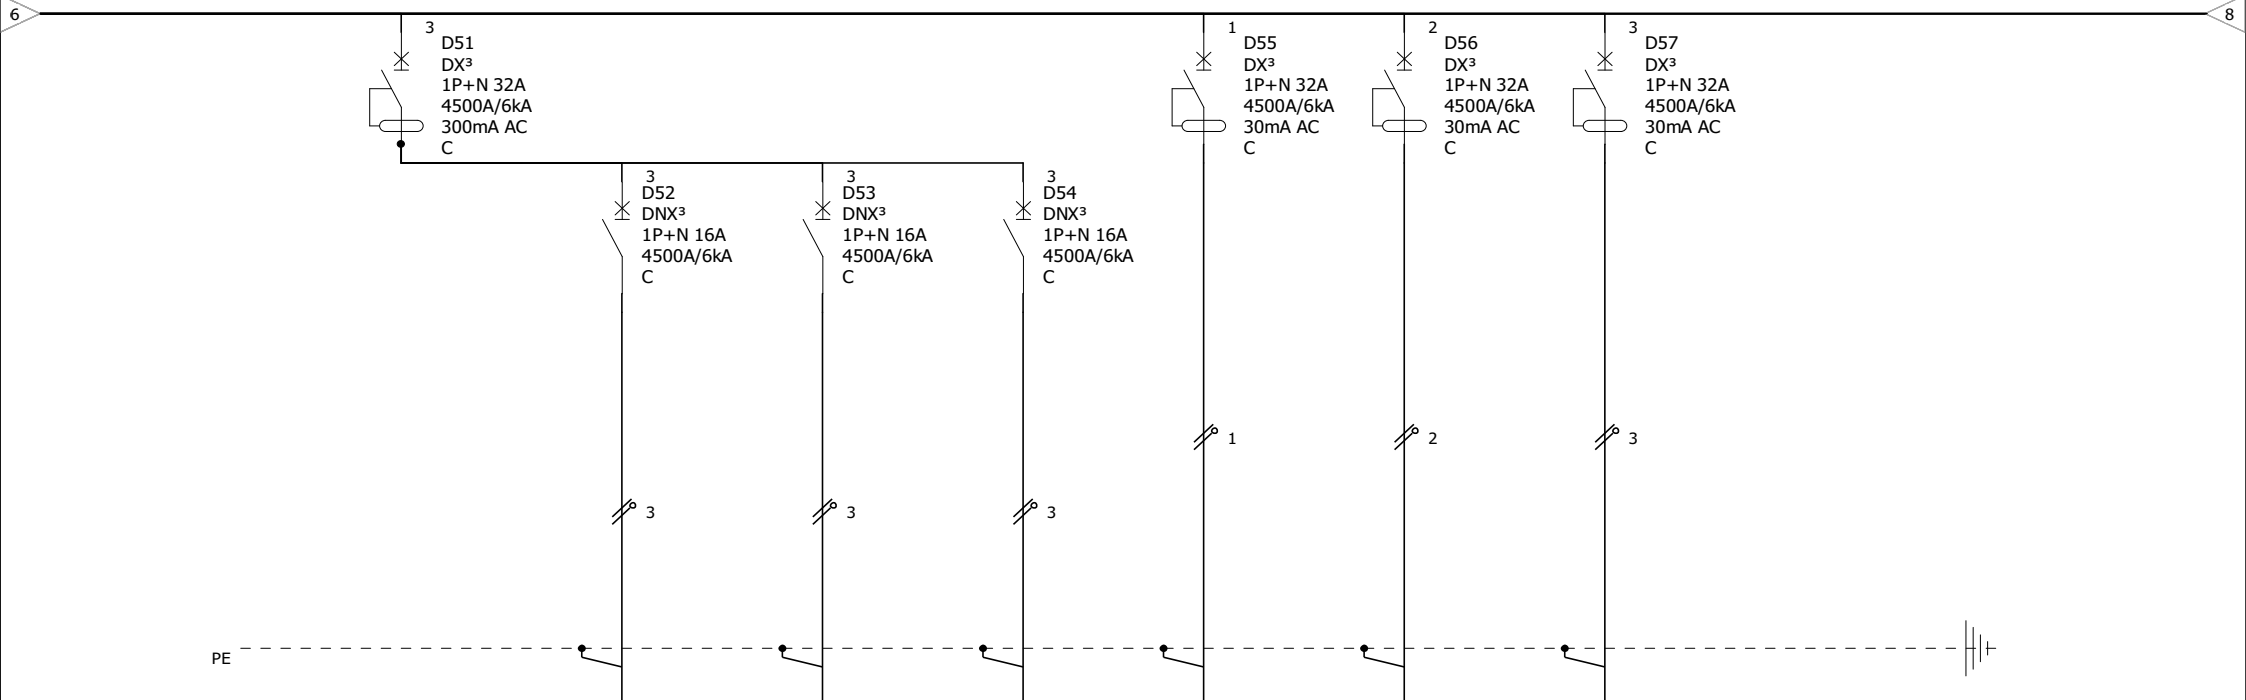 6
8
3
D51
DX³
1P+N 32A
4500A/6kA
300mA AC
C
1
D55
DX³
1P+N 32A
4500A/6kA
30mA AC
C
2
D56
DX³
1P+N 32A
4500A/6kA
30mA AC
C
3
D57
DX³
1P+N 32A
4500A/6kA
30mA AC
C
3
D52
DNX³
1P+N 16A
4500A/6kA
C
3
D53
DNX³
1P+N 16A
4500A/6kA
C
3
D54
DNX³
1P+N 16A
4500A/6kA
C
1
2
3
3
3
3
PE